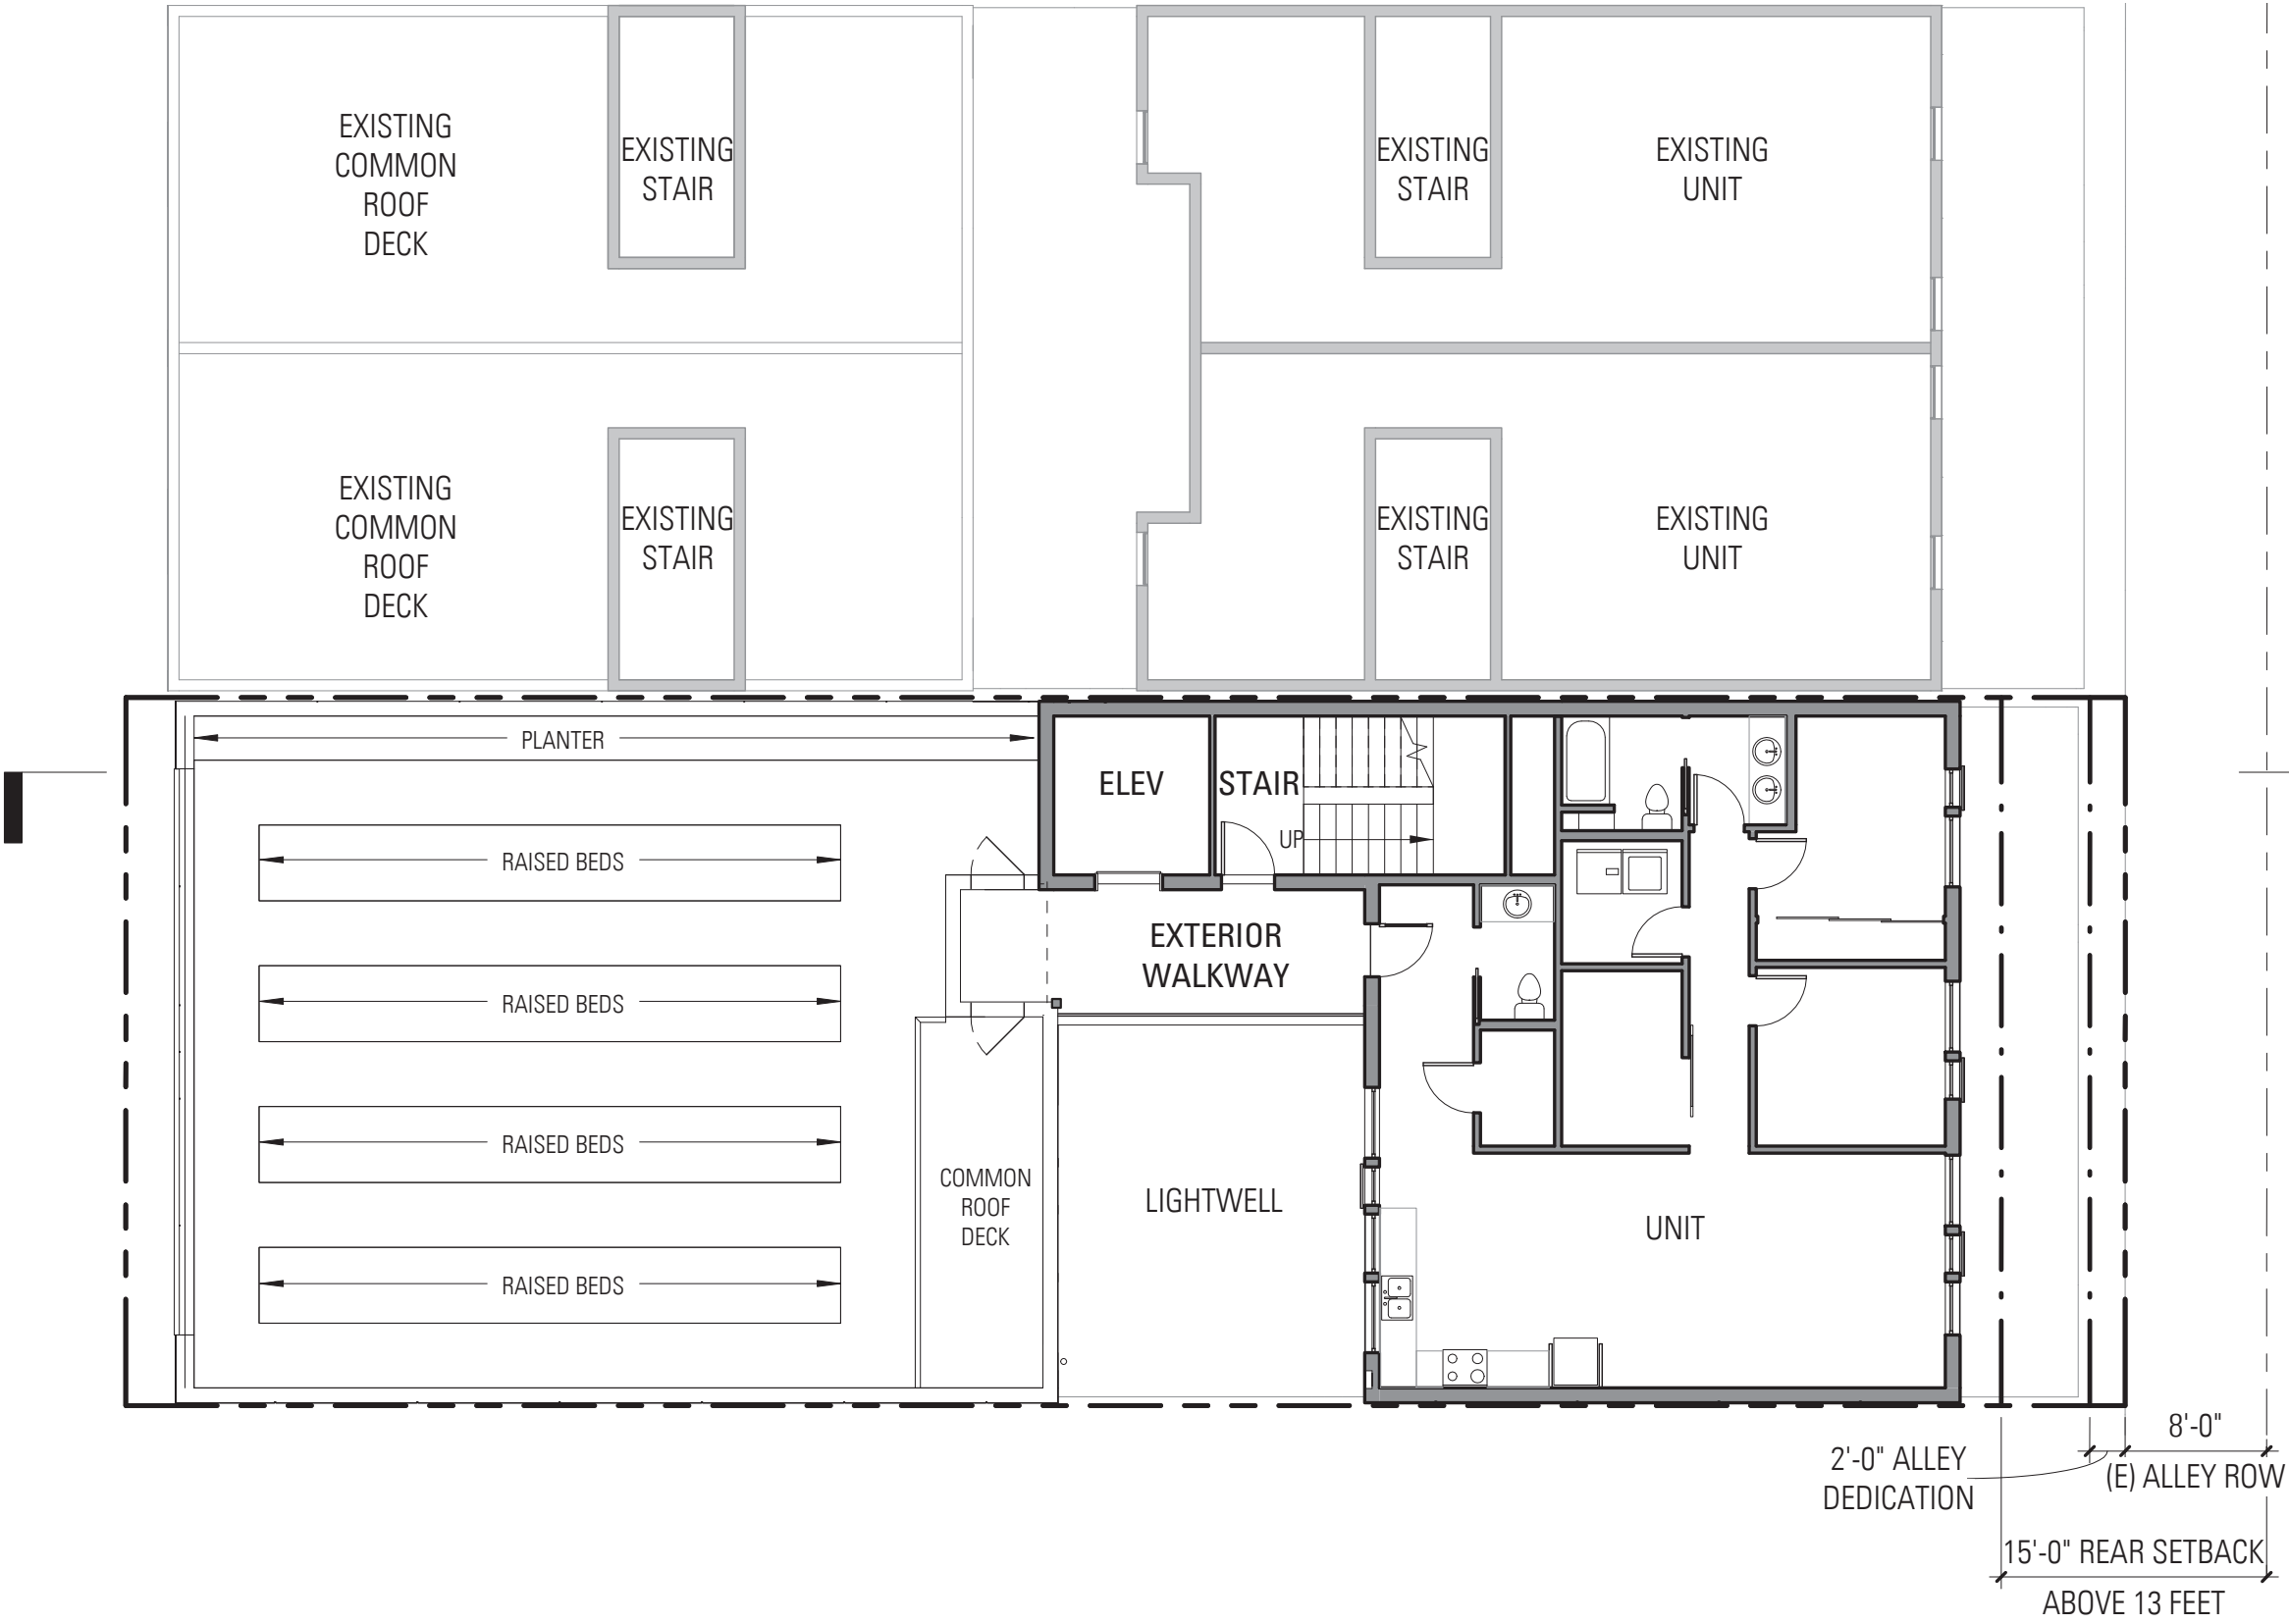 EXISTING
COMMON
ROOF
DECK
EXISTING
STAIR
EXISTING
STAIR
EXISTING
UNIT
EXISTING
COMMON
ROOF
DECK
EXISTING
STAIR
EXISTING
STAIR
EXISTING
UNIT
PLANTER
ELEV
STAIR
UP
RAISED BEDS
EXTERIOR
WALKWAY
RAISED BEDS
RAISED BEDS
COMMON
ROOF
DECK
LIGHTWELL
UNIT
RAISED BEDS
8'-0"
(E) ALLEY ROW
2'-0" ALLEY
DEDICATION
15'-0" REAR SETBACK
ABOVE 13 FEET